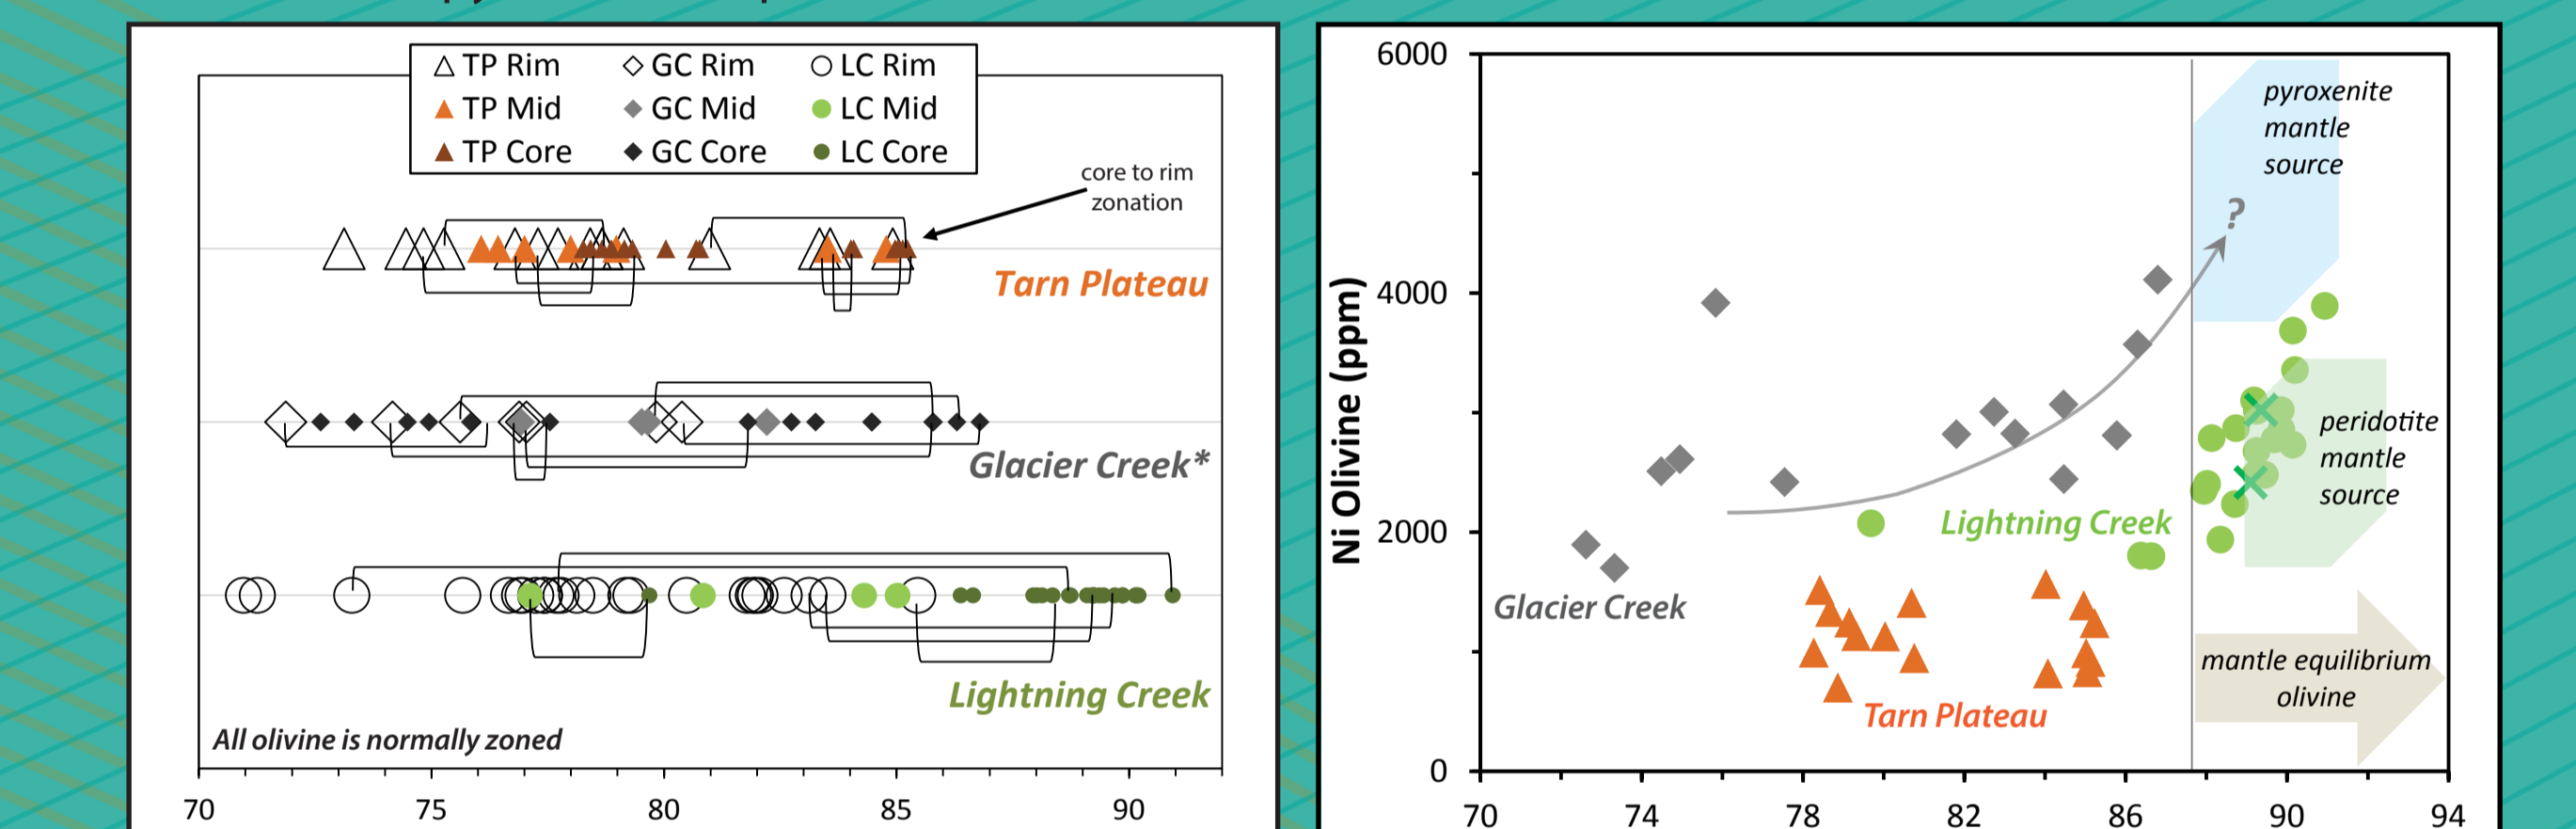 TP Rim GC Rim LC Rim
TP Mid GC Mid LC Mid
TP Core GC Core LC Core
core to rim
zonation
Tarn Plateau
Glacier Creek*
Lightning Creek
All olivine is normally zoned
70 75 80 85 90
Ni Olivine (ppm)
6000
4000
2000
0
pyroxenite
mantle
source
?
peridotite
mantle
source
Lightning Creek
Glacier Creek
Tarn Plateau
mantle equilibrium
olivine
70 74 78 82 86 90 94